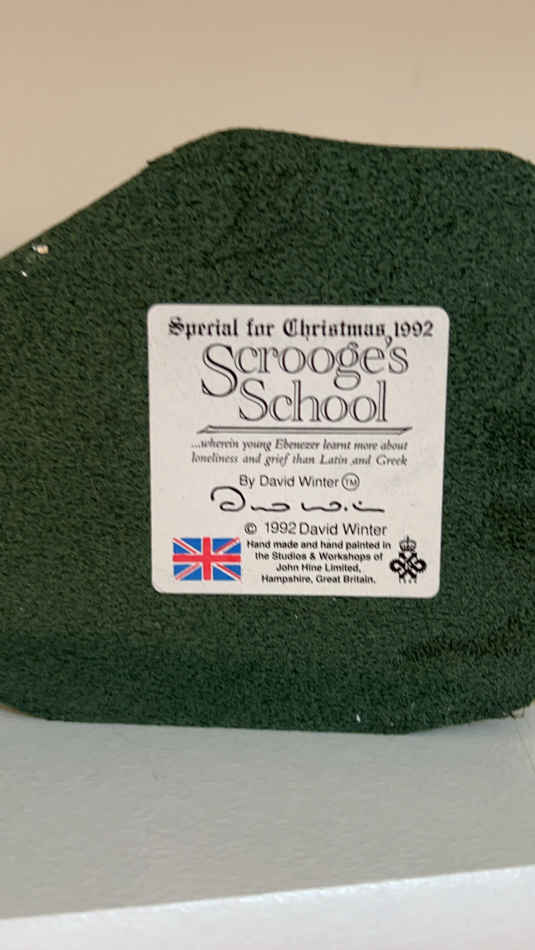 Special for Christmas, 1992
Scrooge's
School
...wherein young Ebenezer learnt more about
loneliness and grief than Latin and Greek
By David Winter TM
© 1992 David Winter
Hand made and hand painted in
the Studios & Workshops of
John Hine Limited,
Hampshire, Great Britain.